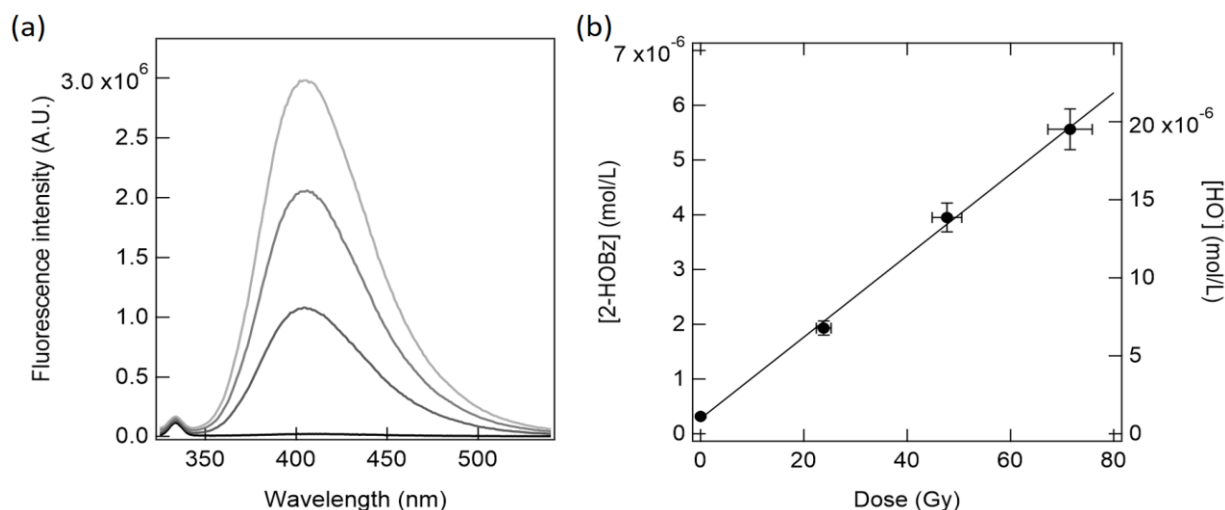 (a)
3.0 x10⁶
2.5
2.0
1.5
1.0
0.5
0.0
Fluorescence intensity (A.U.)
350
400
450
500
Wavelength (nm)
(b)
7 x10⁻⁶
6
5
4
3
2
1
0
[2-HOBz] (mol/L)
20 x10⁻⁶
15
10
5
0
[HO˙] (mol/L)
0
20
40
60
80
Dose (Gy)